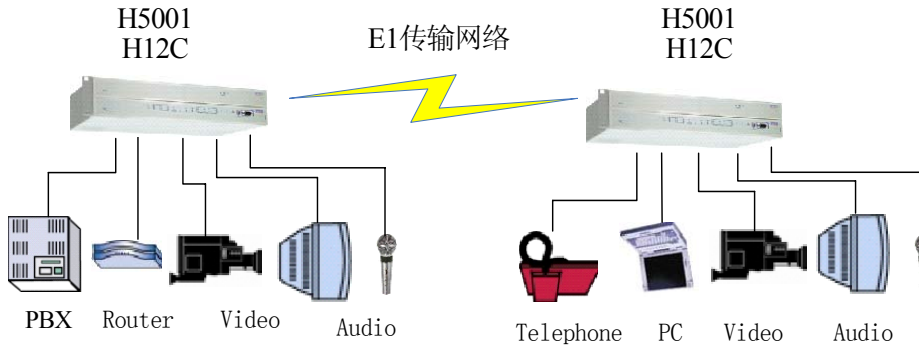 H5001
H12C
E1传输网络
H5001
H12C
PBX
Router
Video
Audio
Telephone
PC
Video
Audio